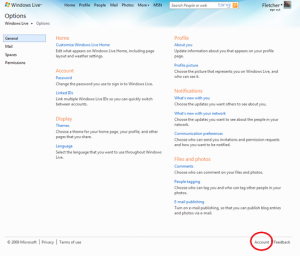 Windows Live
Home Profile People Mail Photos More MSN
Search People or web
Fletcher
sign out
Options
Windows Live Options
General
Mail
Spaces
Permissions
Home
Customize Windows Live Home
Edit what appears on Windows Live Home, including page
layout and weather settings.
Account
Password
Change the password you use to sign in to Windows Live.
Linked IDs
Link multiple Windows Live IDs so you can quickly switch
between accounts.
Display
Themes
Choose a theme for your home page, your profile, and other
pages that you share.
Language
Select the language that you want to use throughout Windows
Live.
Profile
About you
Update information about you that appears on your profile
page.
Profile picture
Choose the picture that represents you on Windows Live, and
who can see it.
Notifications
What's new with you
Choose the updates you want others to see about you.
What's new with your network
Choose the updates you want to see about the people in your
network.
Communication preferences
Choose who can send you invitations and permission requests
and how you want to be notified.
Files and photos
Comments
Choose who can comment on your files and photos.
People tagging
Choose who can tag you and who can tag other people in your
photos.
E-mail publishing
Turn on e-mail publishing, so that you can publish blog entries
and photos via e-mail.
© 2009 Microsoft Privacy Terms of use
Account Feedback